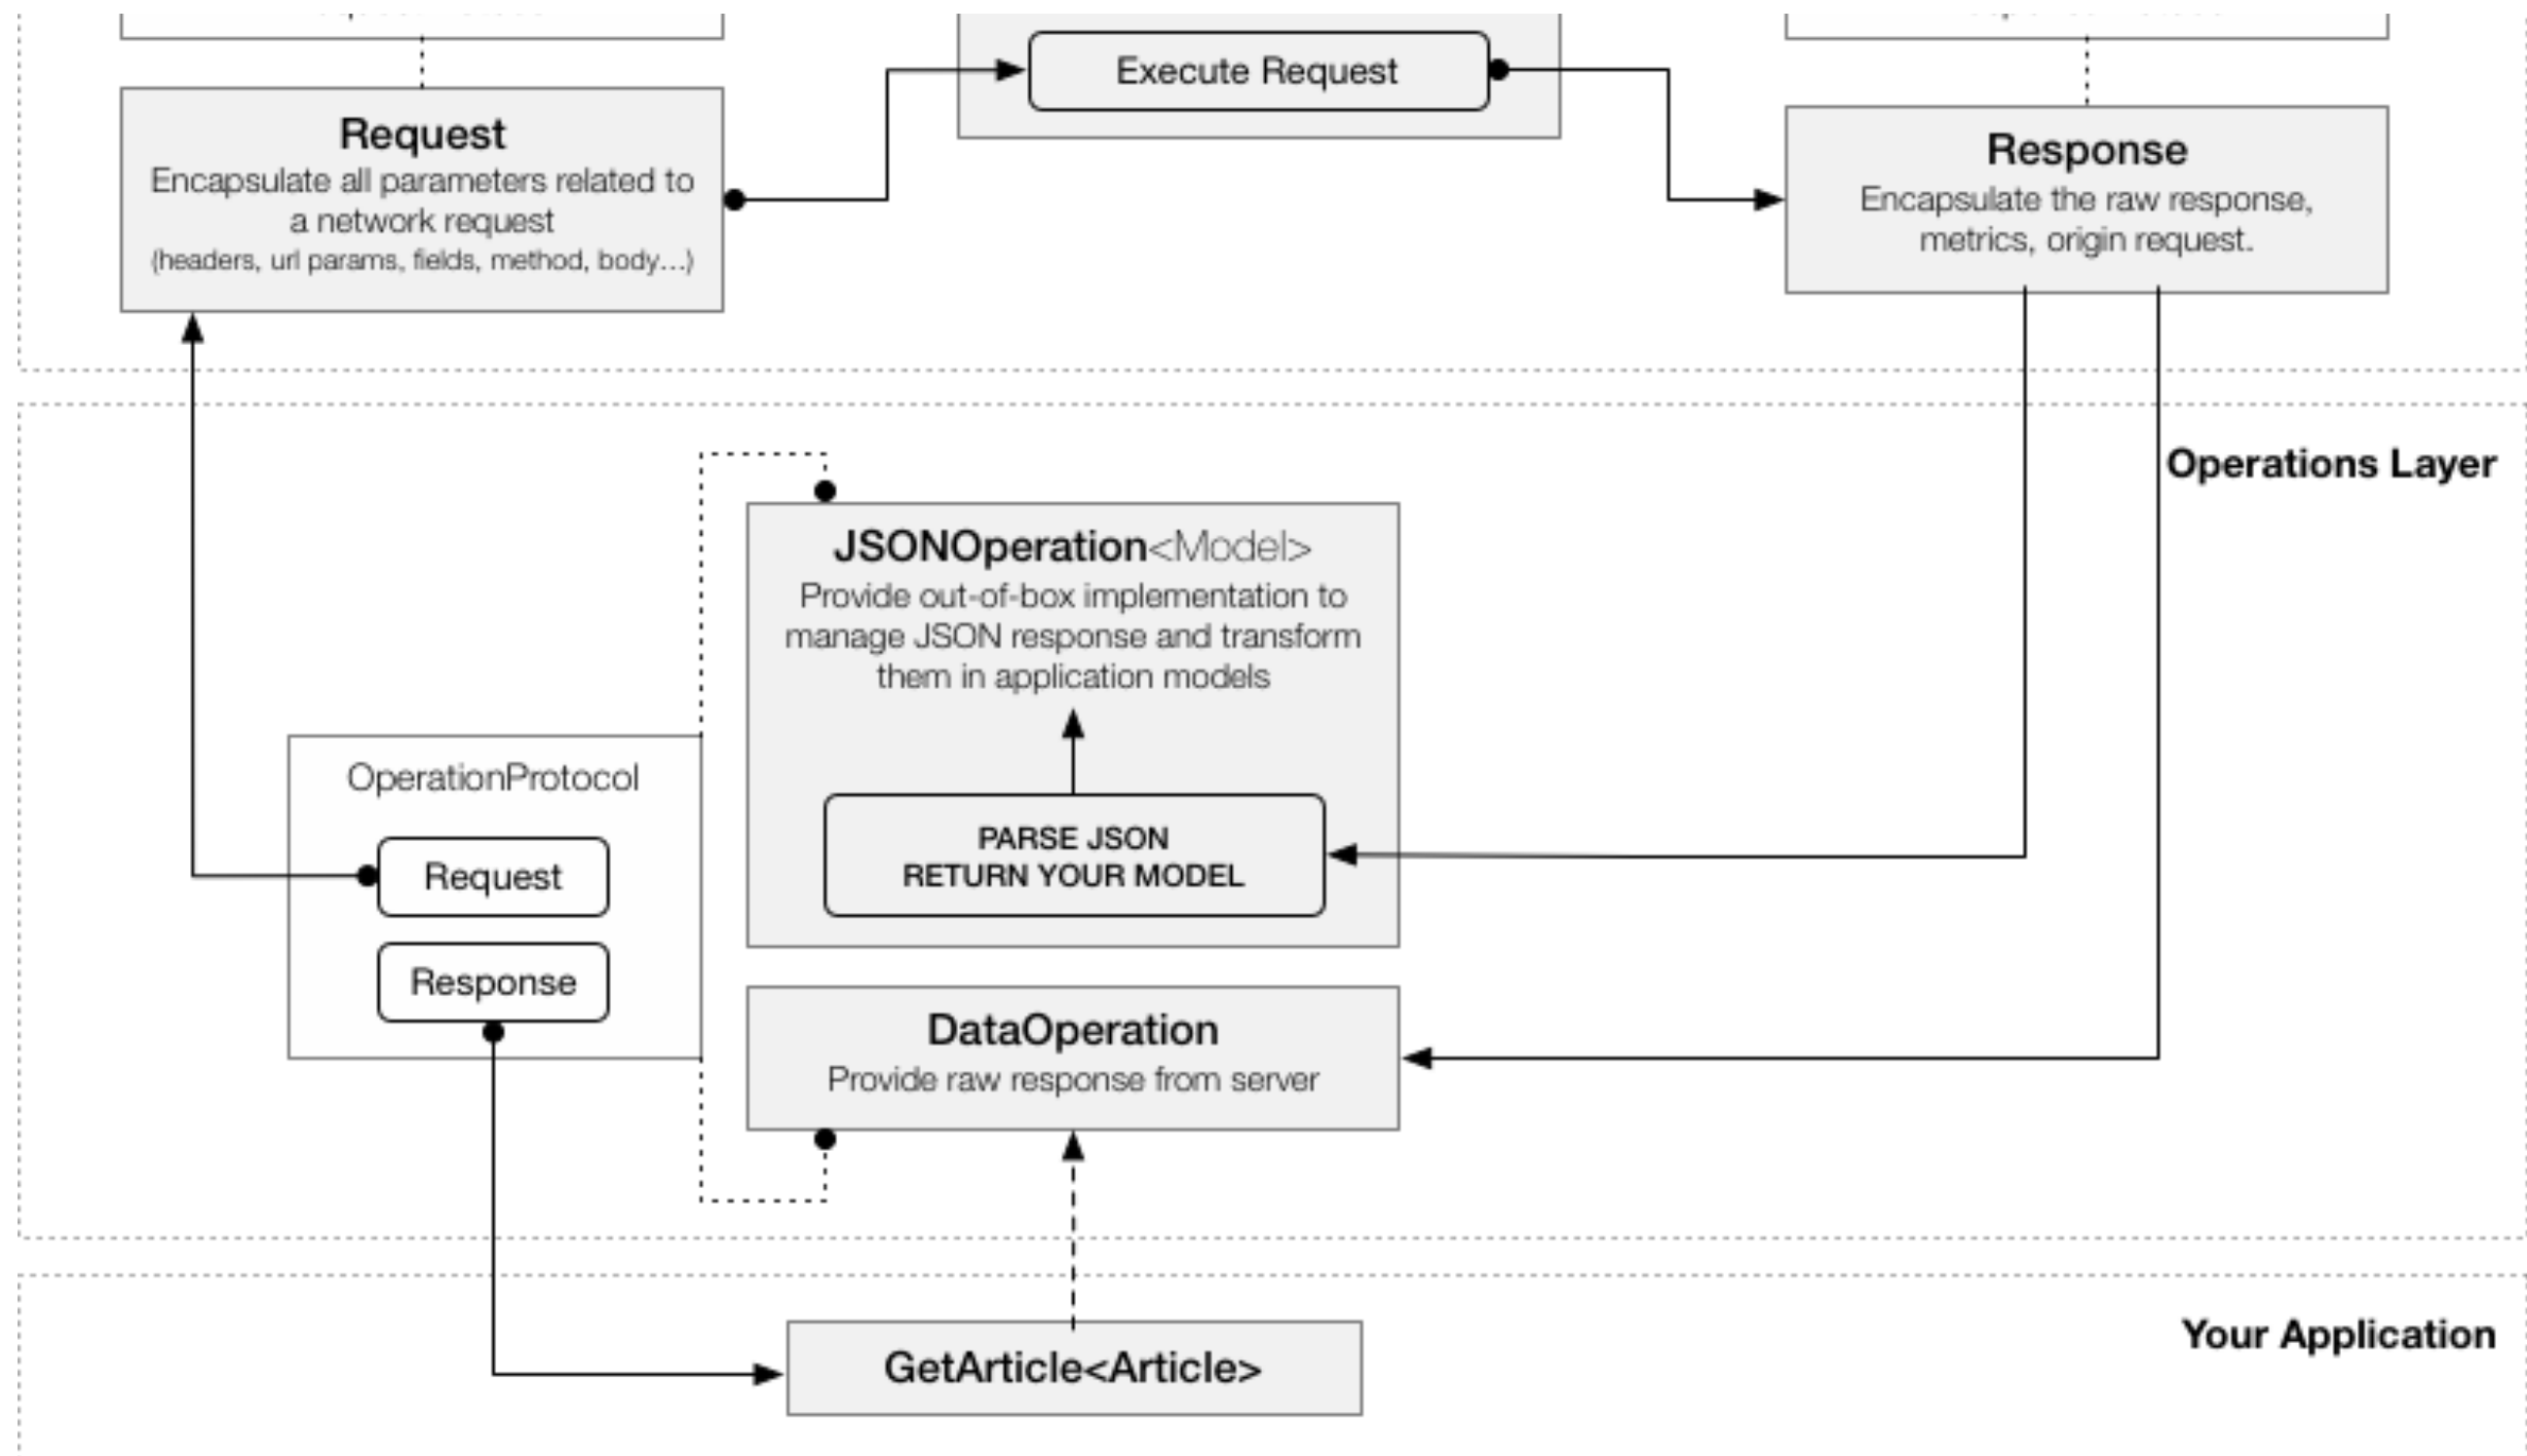 Execute Request
Request
Encapsulate all parameters related to
a network request
(headers, url params, fields, method, body...)
Response
Encapsulate the raw response,
metrics, origin request.
Operations Layer
JSONOperation<Model>
Provide out-of-box implementation to
manage JSON response and transform
them in application models
PARSE JSON
RETURN YOUR MODEL
OperationProtocol
Request
Response
DataOperation
Provide raw response from server
Your Application
GetArticle<Article>